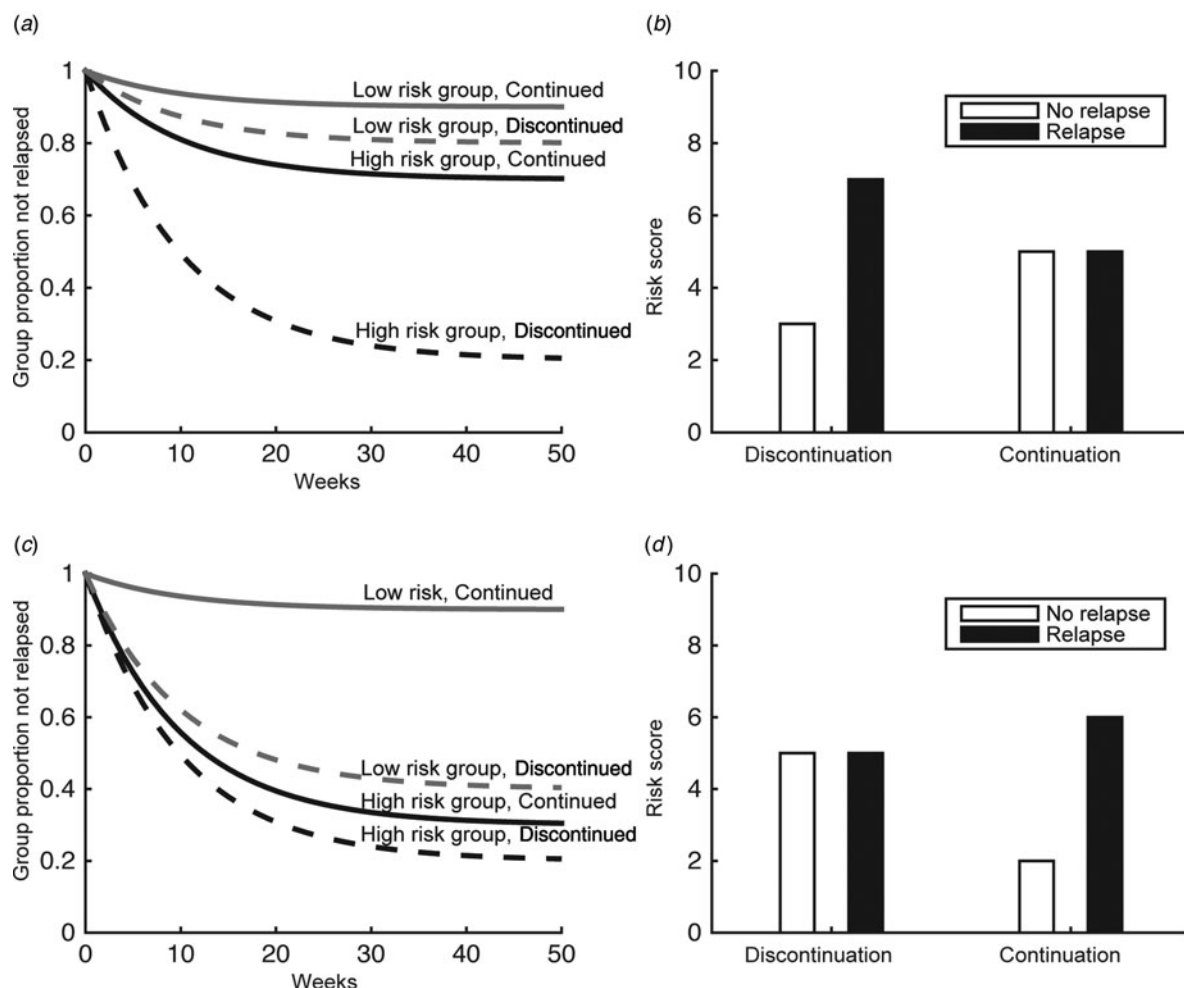 (a)
Group proportion not relapsed
1
0.8
0.6
0.4
0.2
0
0 10 20 30 40 50
Weeks
Low risk group, Continued
Low risk group, Discontinued
High risk group, Continued
High risk group, Discontinued
(b)
Risk score
10
8
6
4
2
0
No relapse
Relapse
Discontinuation Continuation
(c)
Group proportion not relapsed
1
0.8
0.6
0.4
0.2
0
0 10 20 30 40 50
Weeks
Low risk, Continued
Low risk group, Discontinued
High risk group, Continued
High risk group, Discontinued
(d)
Risk score
10
8
6
4
2
0
No relapse
Relapse
Discontinuation Continuation